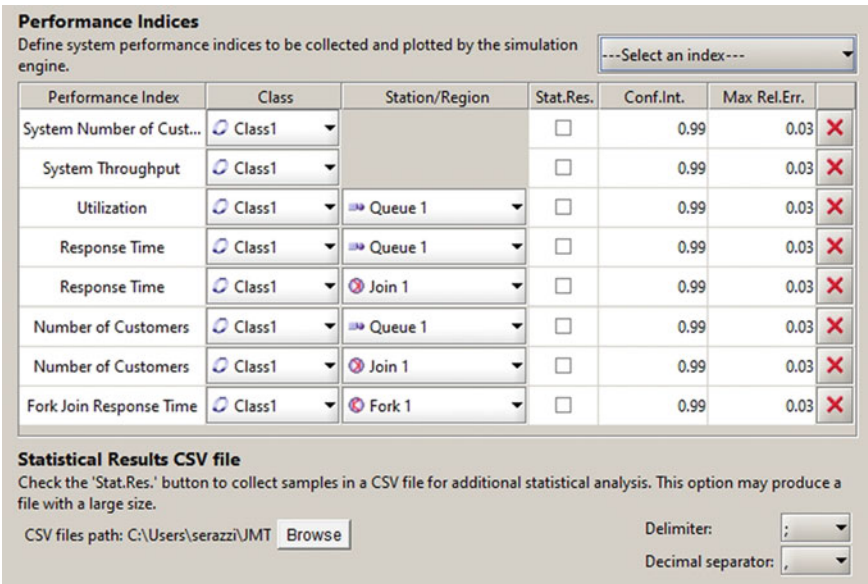 Performance Indices
Define system performance indices to be collected and plotted by the simulation
engine.
---Select an index---
Performance Index Class Station/Region Stat.Res. Conf.Int. Max Rel.Err.
System Number of Cust... Class1 0.99 0.03
System Throughput Class1 0.99 0.03
Utilization Class1 Queue 1 0.99 0.03
Response Time Class1 Queue 1 0.99 0.03
Response Time Class1 Join 1 0.99 0.03
Number of Customers Class1 Queue 1 0.99 0.03
Number of Customers Class1 Join 1 0.99 0.03
Fork Join Response Time Class1 Fork 1 0.99 0.03
Statistical Results CSV file
Check the 'Stat.Res.' button to collect samples in a CSV file for additional statistical analysis. This option may produce a
file with a large size.
CSV files path: C:\Users\serazzi\JMT Browse
Delimiter: ;
Decimal separator: ,